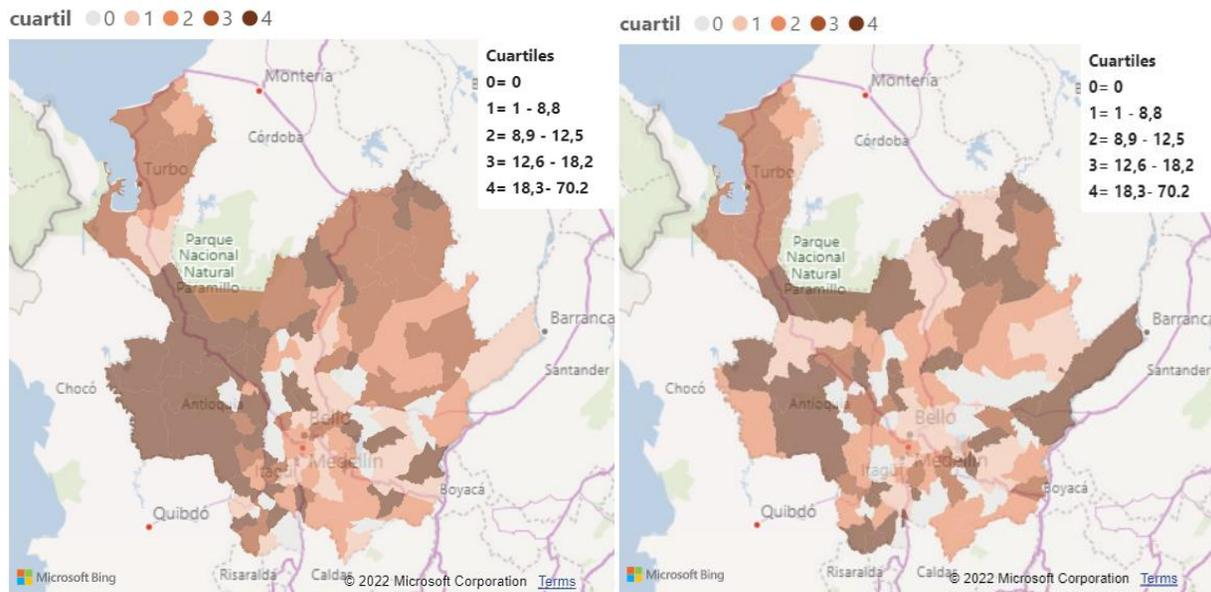 cuartil 0 1 2 3 4
Montería
Córdoba
Turbo
Parque
Nacional
Natural
Paramillo
Barranca
Santander
Chocó
Antioquia
Bello
Medellín
Itagüí
Boyacá
Quibdó
Risaralda
Caldas
Cuartiles
0= 0
1= 1 - 8,8
2= 8,9 - 12,5
3= 12,6 - 18,2
4= 18,3- 70.2
Microsoft Bing
© 2022 Microsoft Corporation Terms
cuartil 0 1 2 3 4
Montería
Córdoba
Turbo
Parque
Nacional
Natural
Paramillo
Barranca
Santander
Chocó
Antioquia
Bello
Medellín
Itagüí
Boyacá
Quibdó
Risaralda
Caldas
Cuartiles
0= 0
1= 1 - 8,8
2= 8,9 - 12,5
3= 12,6 - 18,2
4= 18,3- 70.2
Microsoft Bing
© 2022 Microsoft Corporation Terms